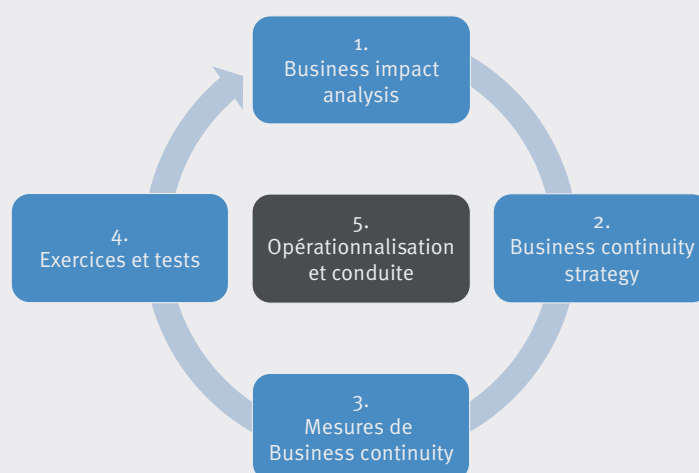 1.
Business impact
analysis
2.
Business continuity
strategy
3.
Mesures de
Business continuity
4.
Exercices et tests
5.
Opérationnalisation
et conduite